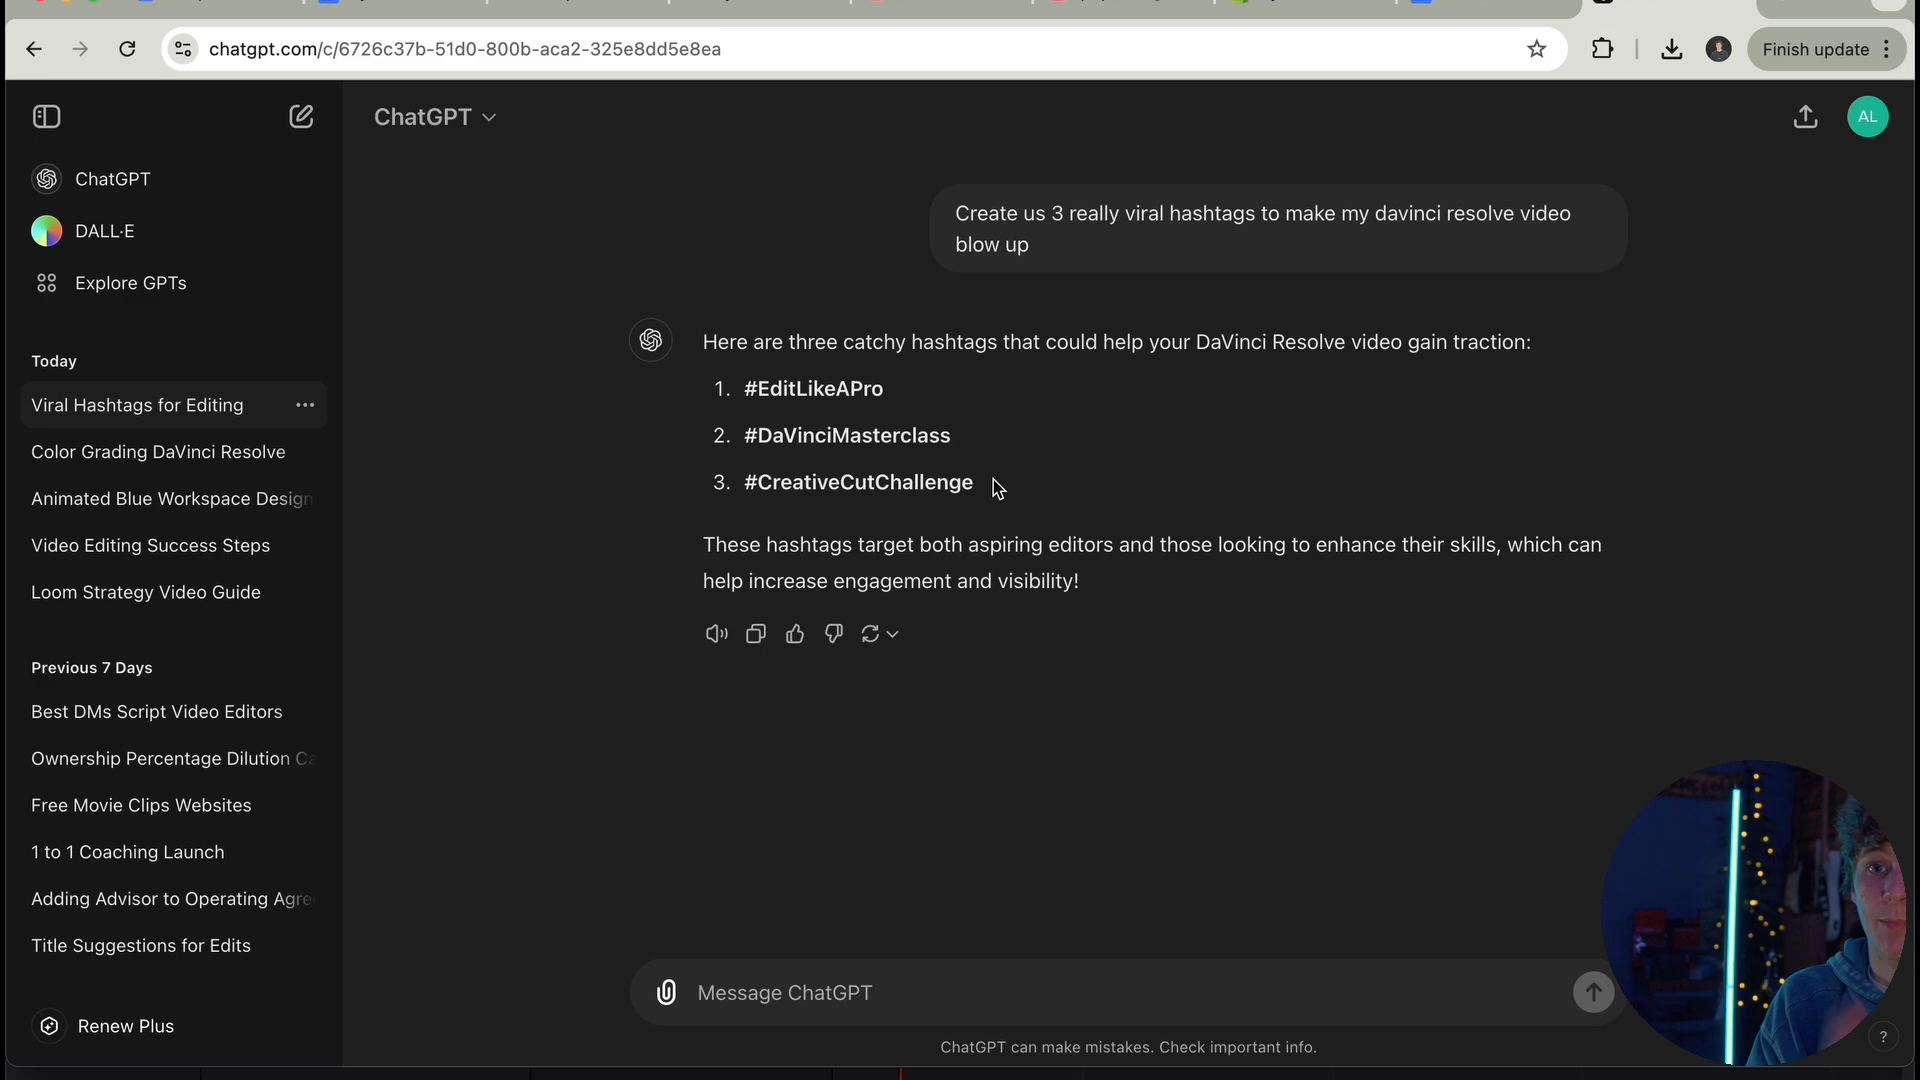 chatgpt.com/c/6726c37b-51d0-800b-aca2-325e8dd5e8ea
Finish update
ChatGPT
AL
ChatGPT
DALL·E
Explore GPTs
Today
Viral Hashtags for Editing
Color Grading DaVinci Resolve
Animated Blue Workspace Design
Video Editing Success Steps
Loom Strategy Video Guide
Previous 7 Days
Best DMs Script Video Editors
Ownership Percentage Dilution Ca
Free Movie Clips Websites
1 to 1 Coaching Launch
Adding Advisor to Operating Agre
Title Suggestions for Edits
Renew Plus
Create us 3 really viral hashtags to make my davinci resolve video
blow up
Here are three catchy hashtags that could help your DaVinci Resolve video gain traction:
1. #EditLikeAPro
2. #DaVinciMasterclass
3. #CreativeCutChallenge
These hashtags target both aspiring editors and those looking to enhance their skills, which can
help increase engagement and visibility!
Message ChatGPT
ChatGPT can make mistakes. Check important info.
?